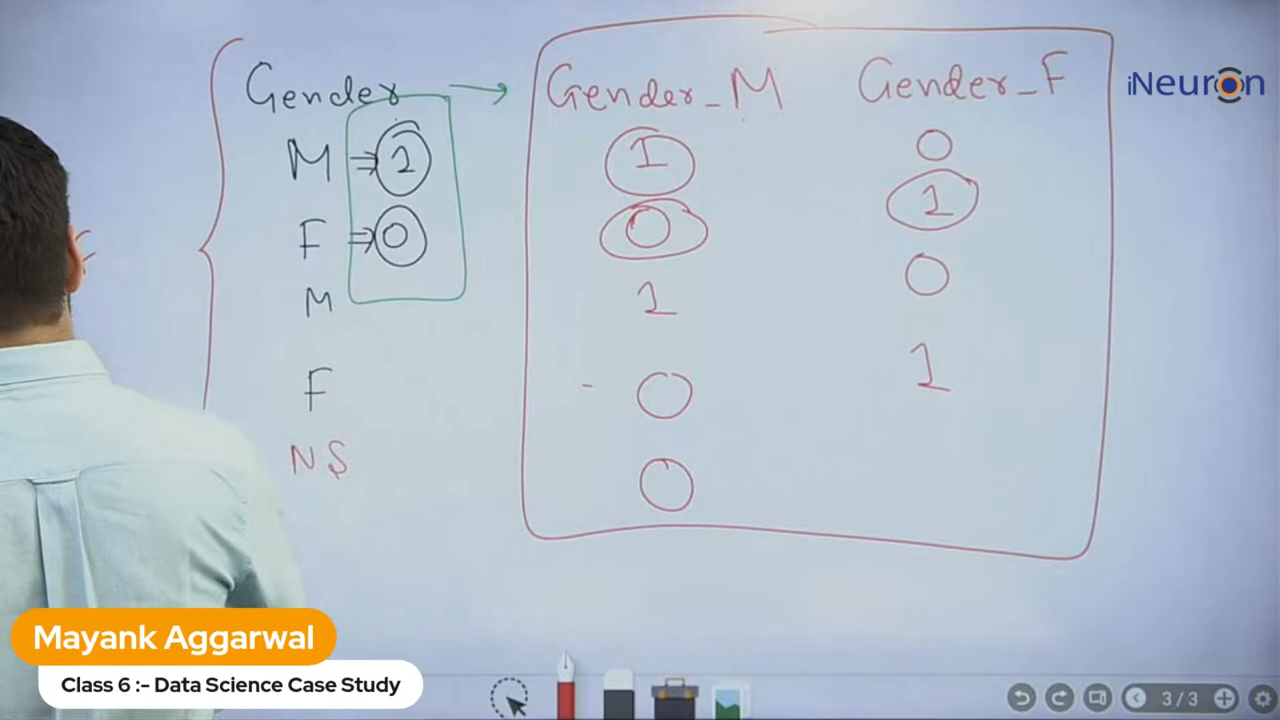 Gender → Gender_M Gender_F
iNeuron
M ⇒ 1 1 0
F ⇒ 0 0 1
M 1 0
F 0 1
NS 0
Mayank Aggarwal
Class 6 :- Data Science Case Study
3/3